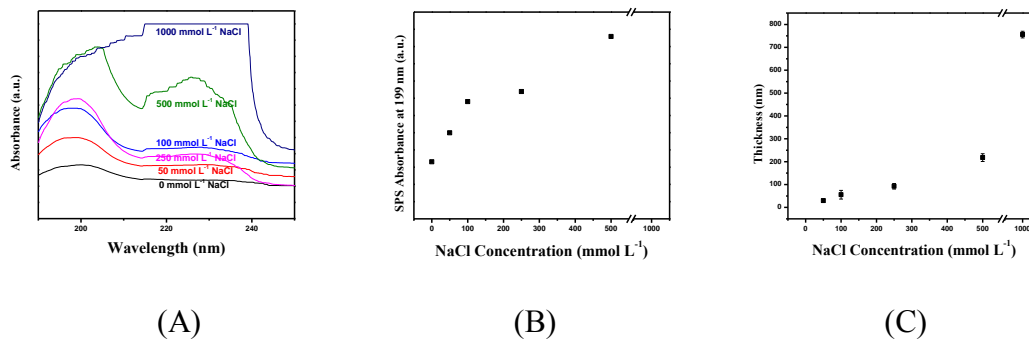 Absorbance (a.u.)
1000 mmol L⁻¹ NaCl
500 mmol L⁻¹ NaCl
100 mmol L⁻¹ NaCl
250 mmol L⁻¹ NaCl
50 mmol L⁻¹ NaCl
0 mmol L⁻¹ NaCl
200 220 240
Wavelength (nm)
(A)
SPS Absorbance at 199 nm (a.u.)
0 100 200 300 400 500 1000
NaCl Concentration (mmol L⁻¹)
(B)
Thickness (nm)
800
700
600
500
400
300
200
100
0
0 100 200 300 400 500 1000
NaCl Concentration (mmol L⁻¹)
(C)